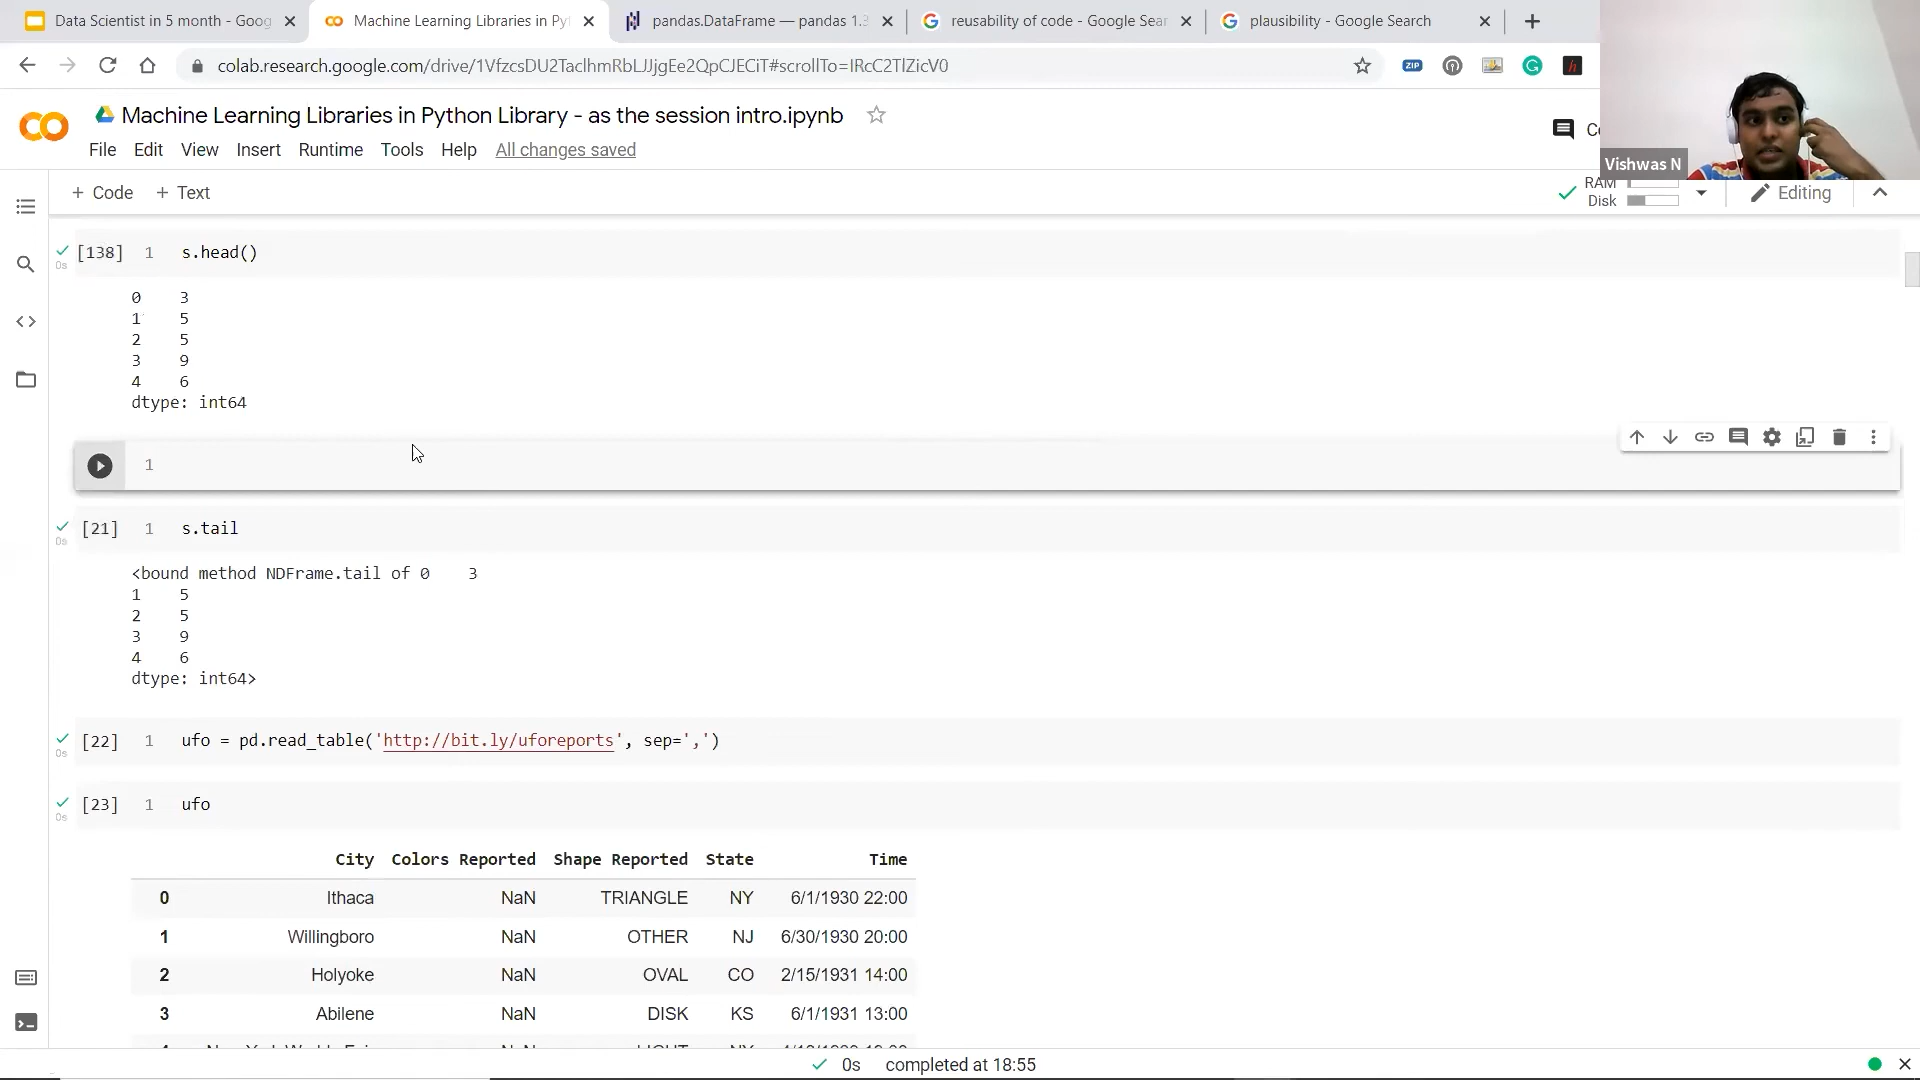 Data Scientist in 5 month - Goog
Machine Learning Libraries in Py
pandas.DataFrame — pandas 1.3
reusability of code - Google Sear
plausibility - Google Search
colab.research.google.com/drive/1VfzcsDU2TaclhmRbLJJjgEe2QpCJECiT#scrollTo=IRcC2TlZicV0
ZIP
Machine Learning Libraries in Python Library - as the session intro.ipynb
File Edit View Insert Runtime Tools Help All changes saved
Vishwas N
+ Code + Text
RAM
Disk
Editing
[138] 1 s.head()
0s
0 3
1 5
2 5
3 9
4 6
dtype: int64
1
[21] 1 s.tail
0s
<bound method NDFrame.tail of 0 3
1 5
2 5
3 9
4 6
dtype: int64>
[22] 1 ufo = pd.read_table('http://bit.ly/uforeports', sep=',')
0s
[23] 1 ufo
0s
City Colors Reported Shape Reported State Time
0 Ithaca NaN TRIANGLE NY 6/1/1930 22:00
1 Willingboro NaN OTHER NJ 6/30/1930 20:00
2 Holyoke NaN OVAL CO 2/15/1931 14:00
3 Abilene NaN DISK KS 6/1/1931 13:00
0s completed at 18:55